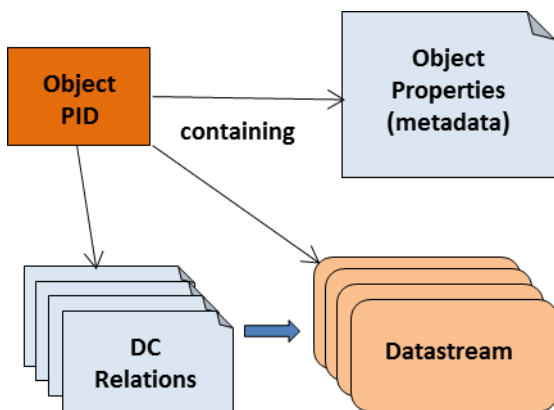 Object
PID
containing
Object
Properties
(metadata)
DC
Relations
Datastream